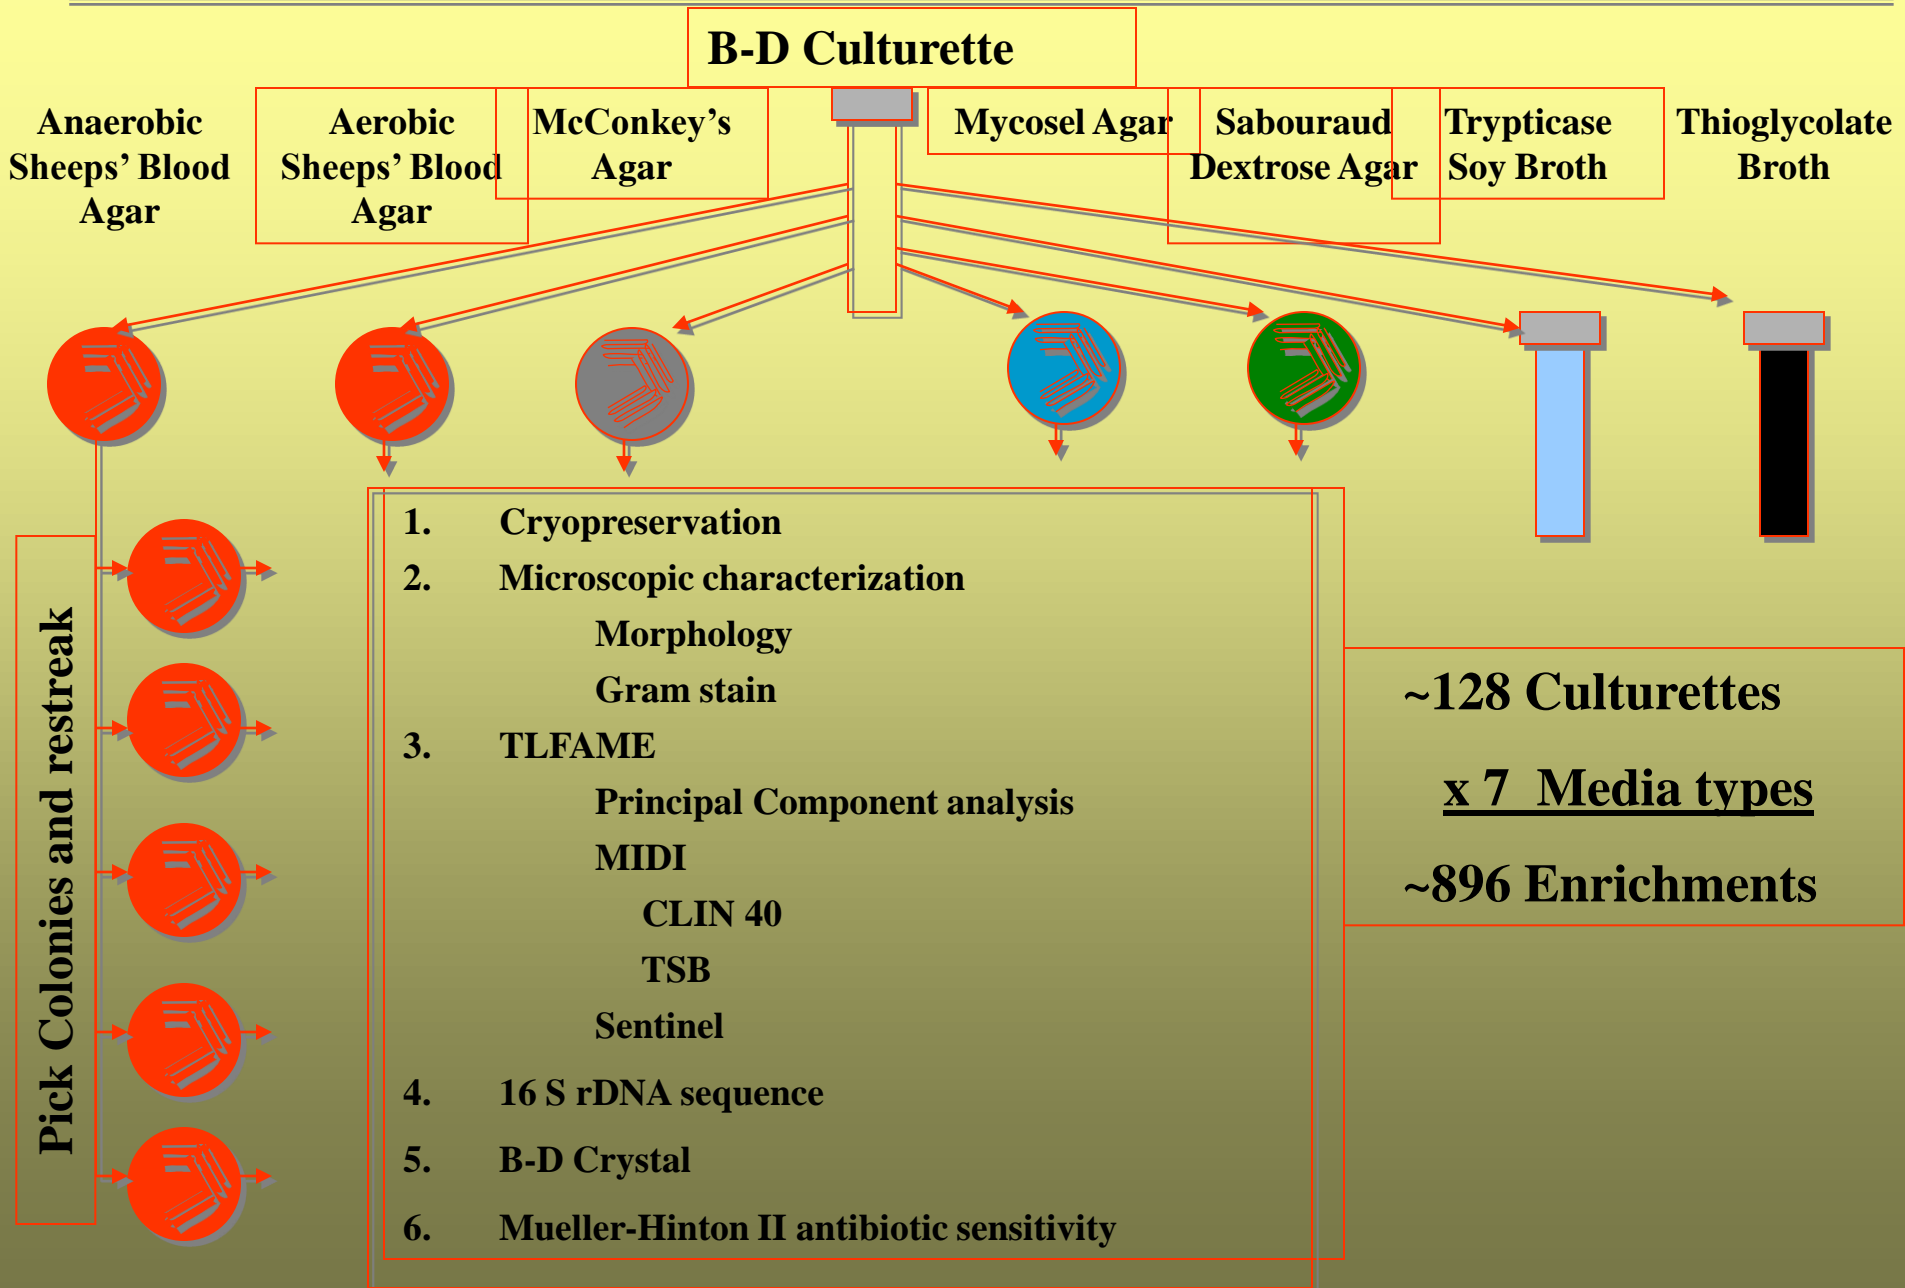 B-D Culturette
Anaerobic
Sheeps’ Blood
Agar
Aerobic
Sheeps’ Blood
Agar
McConkey’s
Agar
Mycosel Agar
Sabouraud
Dextrose Agar
Trypticase
Soy Broth
Thioglycolate
Broth
Pick Colonies and restreak
1. Cryopreservation
2. Microscopic characterization
Morphology
Gram stain
3. TLFAME
Principal Component analysis
MIDI
CLIN 40
TSB
Sentinel
4. 16 S rDNA sequence
5. B-D Crystal
6. Mueller-Hinton II antibiotic sensitivity
~128 Culturettes
x 7 Media types
~896 Enrichments